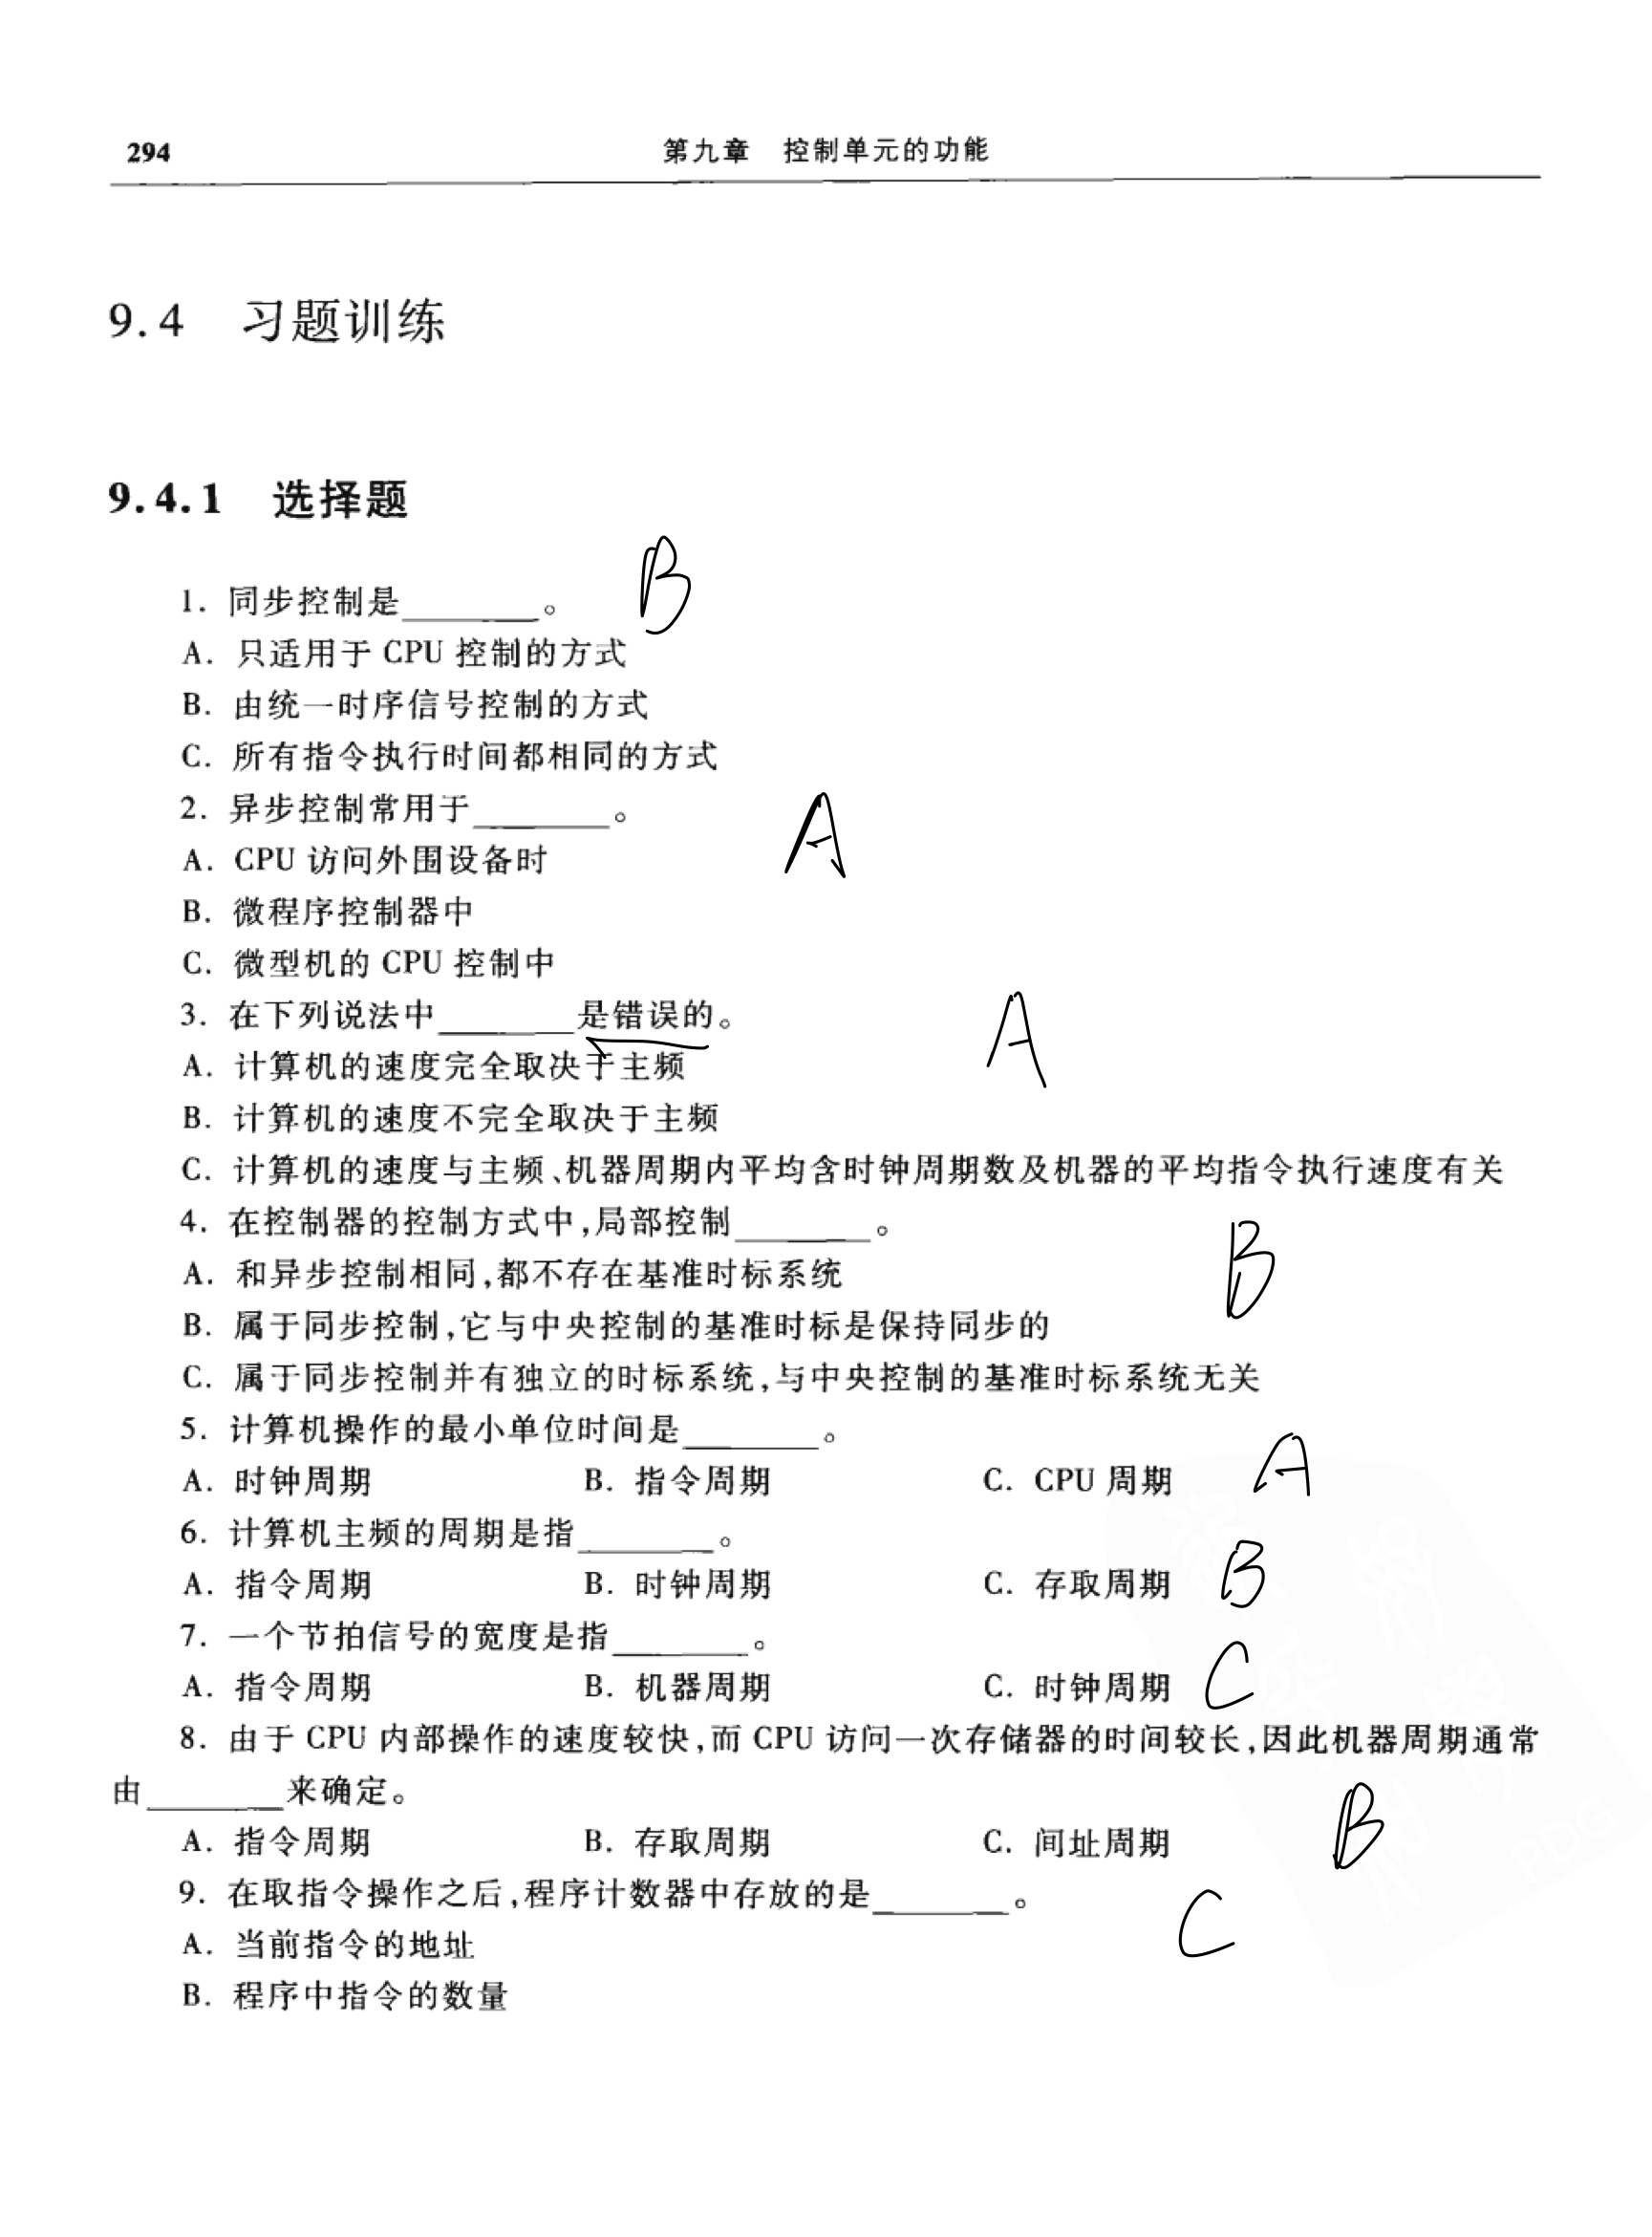 294 第九章 控制单元的功能
9.4 习题训练
9.4.1 选择题
B
1. 同步控制是________。
A. 只适用于 CPU 控制的方式
B. 由统一时序信号控制的方式
C. 所有指令执行时间都相同的方式
2. 异步控制常用于________。
A
A. CPU 访问外围设备时
B. 微程序控制器中
C. 微型机的 CPU 控制中
3. 在下列说法中________是错误的。
A
A. 计算机的速度完全取决于主频
B. 计算机的速度不完全取决于主频
C. 计算机的速度与主频、机器周期内平均含时钟周期数及机器的平均指令执行速度有关
4. 在控制器的控制方式中,局部控制________。
B
A. 和异步控制相同,都不存在基准时标系统
B. 属于同步控制,它与中央控制的基准时标是保持同步的
C. 属于同步控制并有独立的时标系统,与中央控制的基准时标系统无关
5. 计算机操作的最小单位时间是________。
A. 时钟周期 B. 指令周期 C. CPU 周期 A
6. 计算机主频的周期是指________。
A. 指令周期 B. 时钟周期 C. 存取周期 B
7. 一个节拍信号的宽度是指________。
A. 指令周期 B. 机器周期 C. 时钟周期 C
8. 由于 CPU 内部操作的速度较快,而 CPU 访问一次存储器的时间较长,因此机器周期通常
由________来确定。
A. 指令周期 B. 存取周期 C. 间址周期 B
9. 在取指令操作之后,程序计数器中存放的是________。
C
A. 当前指令的地址
B. 程序中指令的数量
PDG